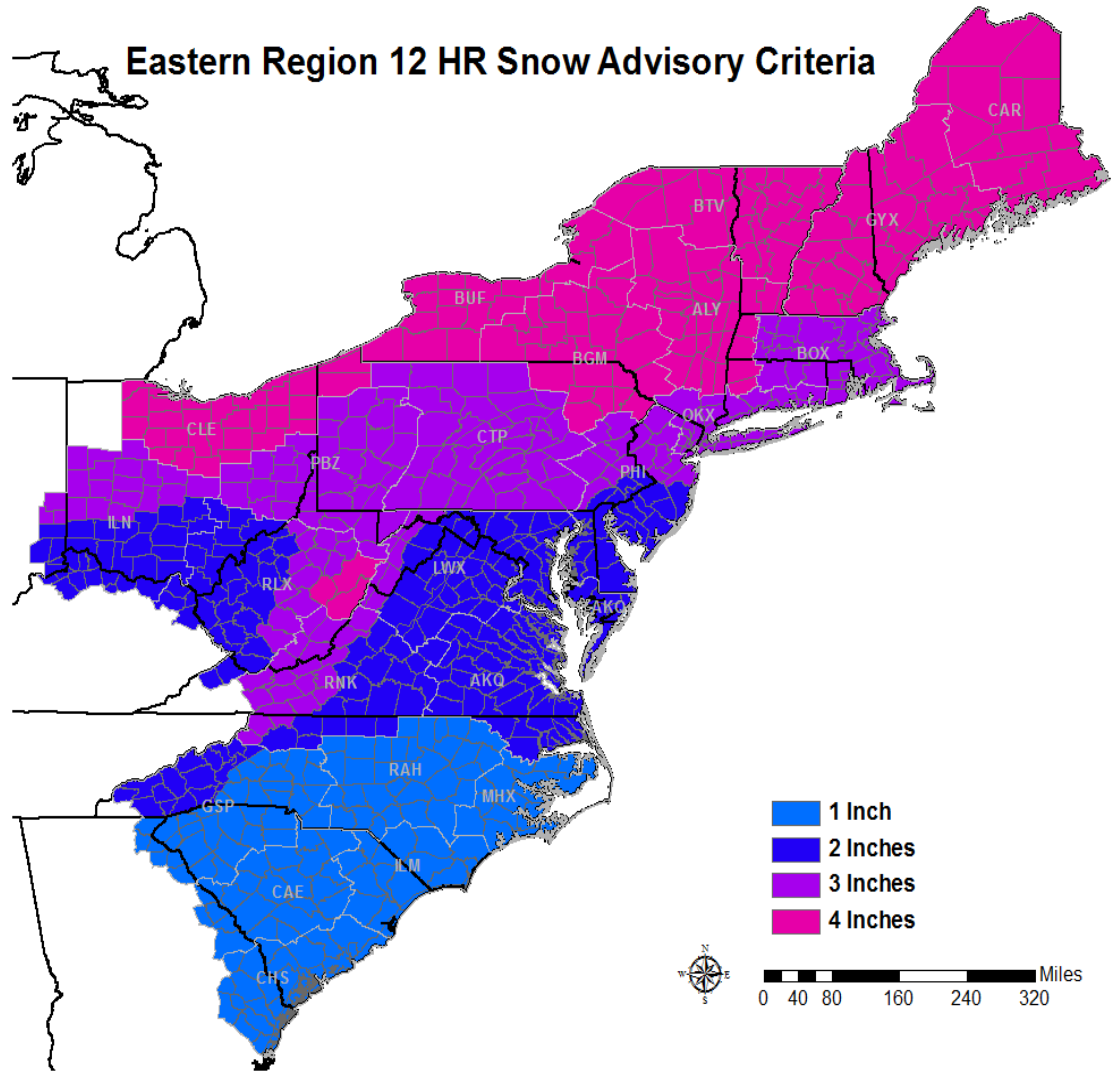 Eastern Region 12 HR Snow Advisory Criteria
CAR
BTV
GYX
BUF
ALY
BGM
BOX
CLE
OKX
CTP
PBZ
PHI
ILN
LWX
RLX
AKQ
RNK
AKQ
RAH
MHX
GSP
ILM
CAE
CHS
1 Inch
2 Inches
3 Inches
4 Inches
N
W E
S
Miles
0 40 80 160 240 320